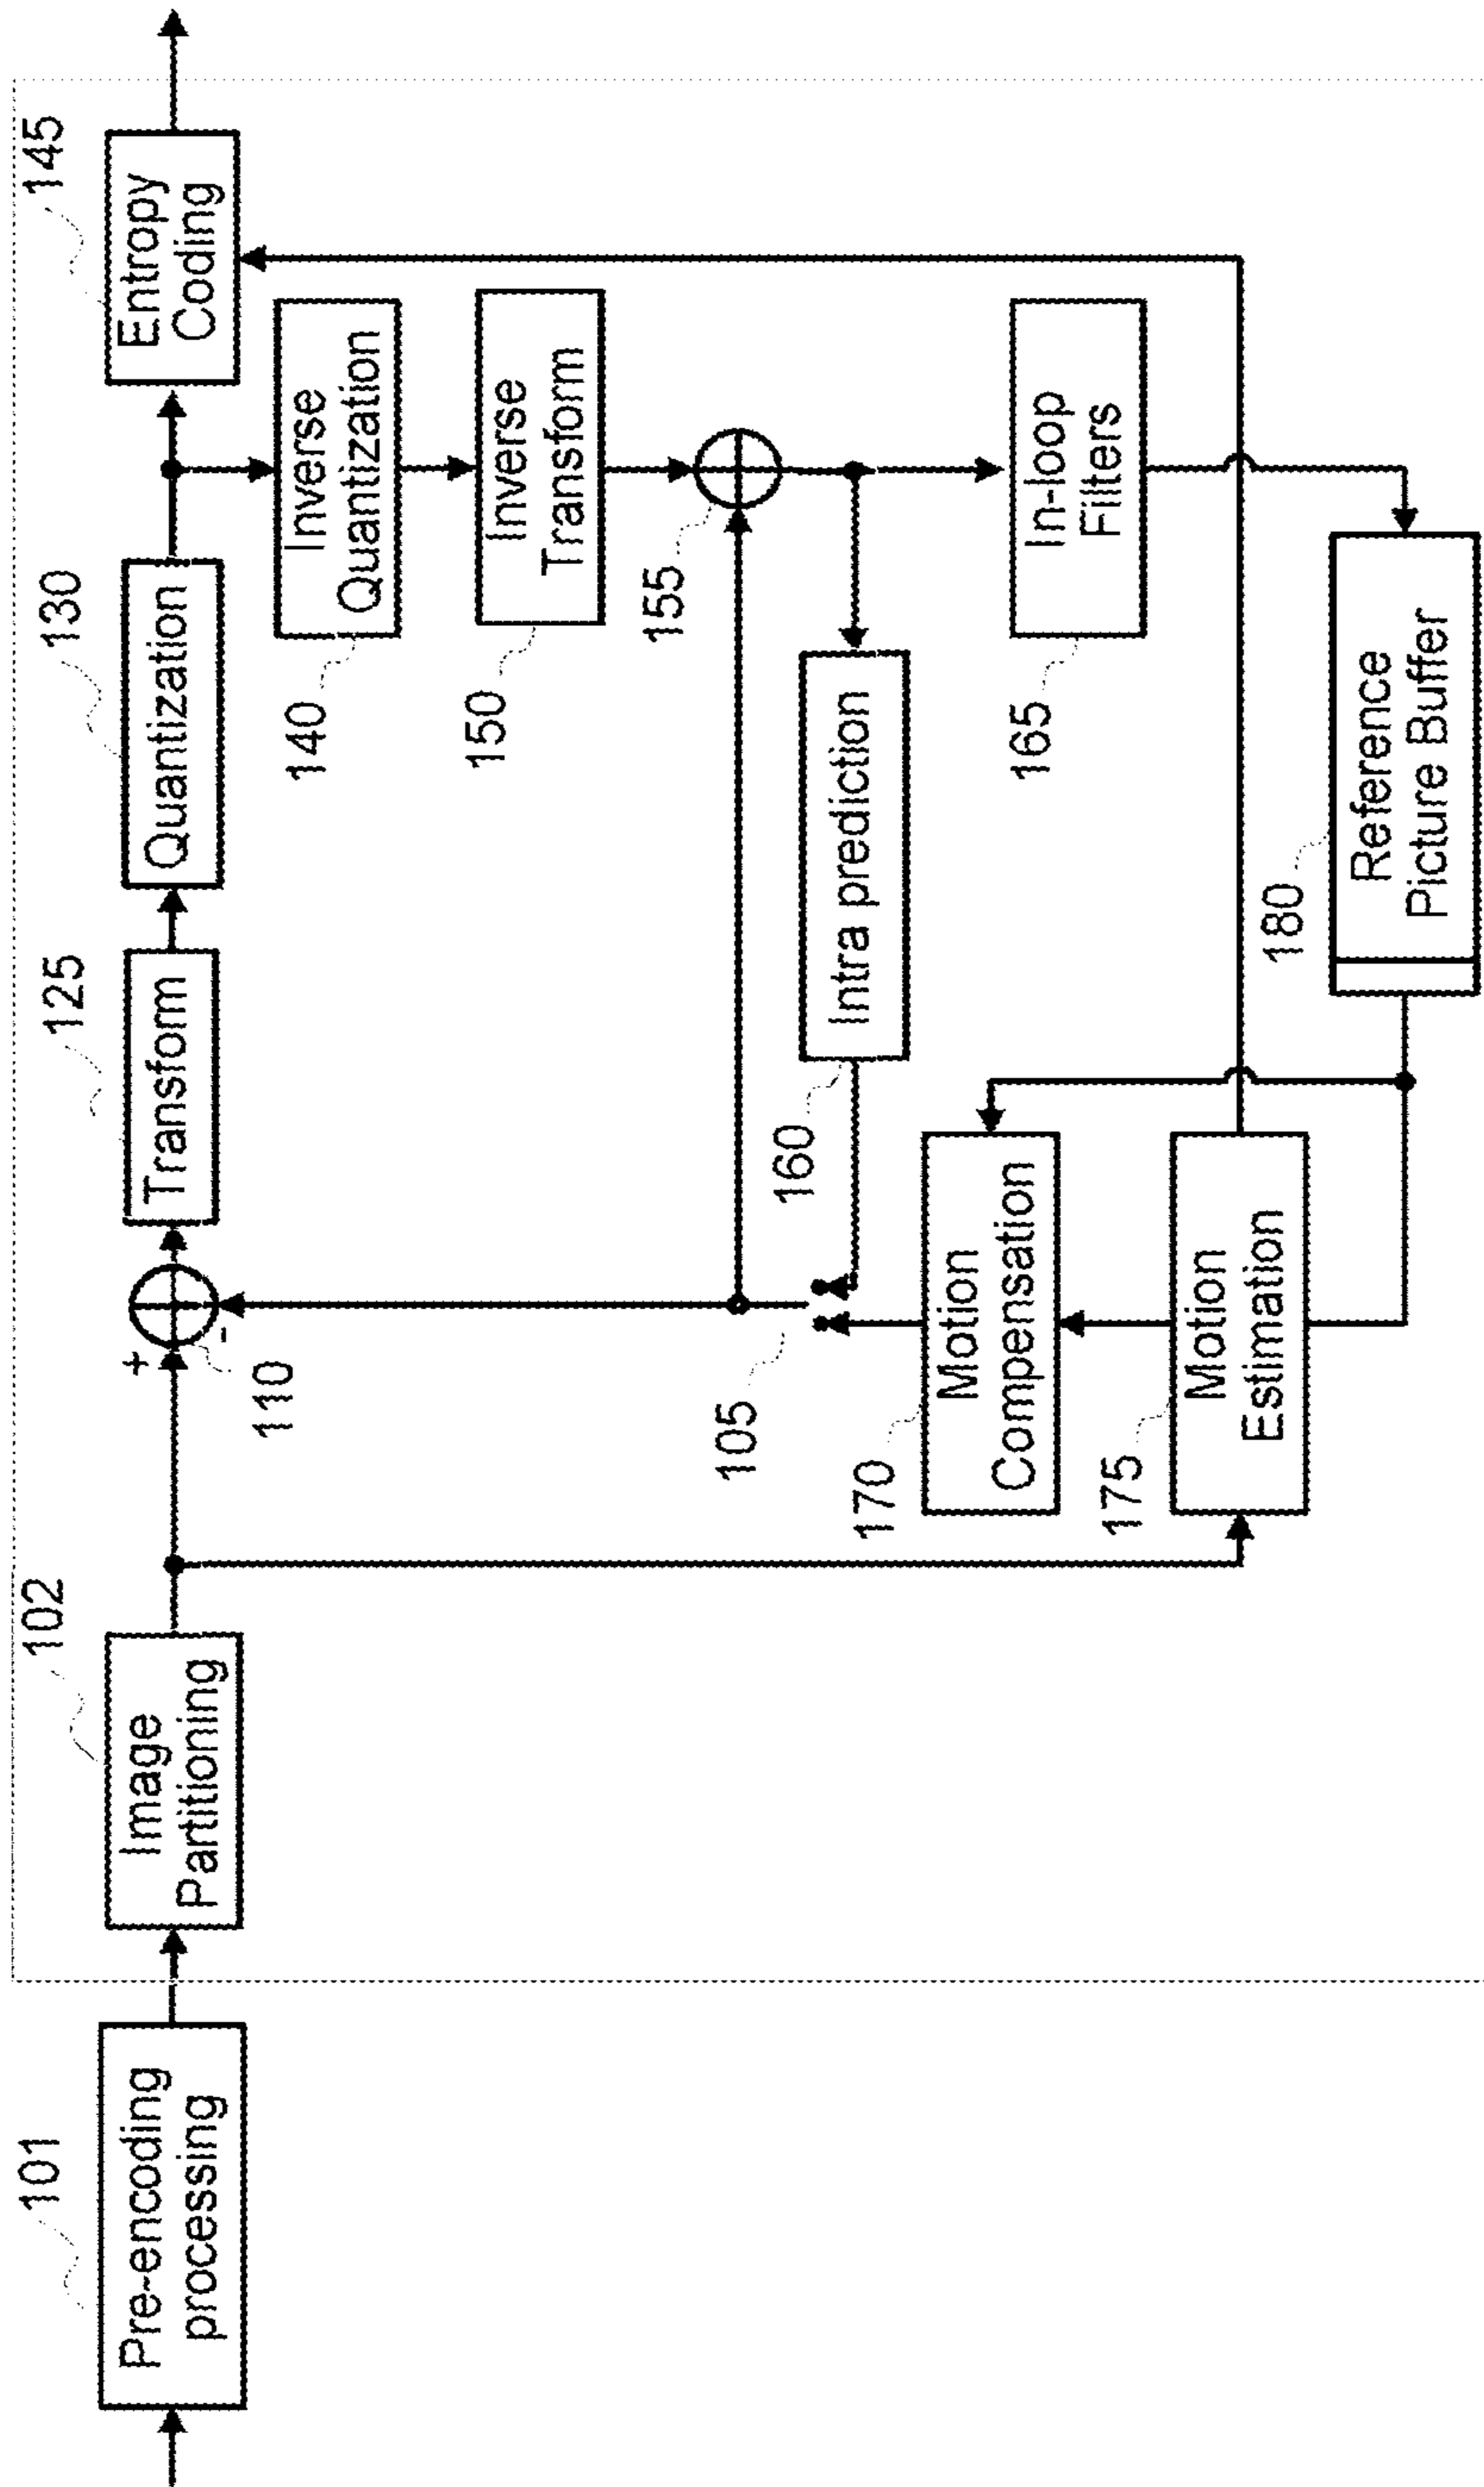 101
Pre-encoding
processing
102
Image
Partitioning
+
-
110
125
Transform
130
Quantization
145
Entropy
Coding
140
Inverse
Quantization
150
Inverse
Transform
155
105
160
Intra prediction
165
In-loop
Filters
170
Motion
Compensation
175
Motion
Estimation
180
Reference
Picture Buffer